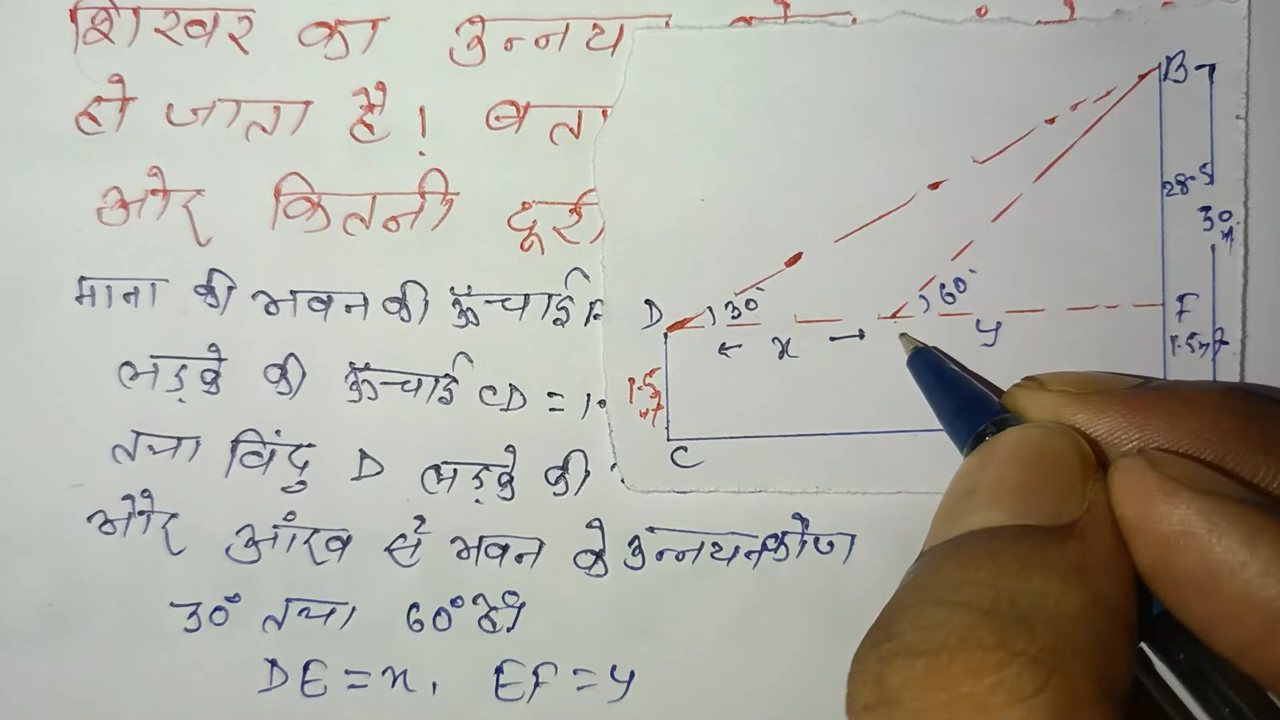 शिखर का उन्नय
हो जाता है। बता
और कितनी दूरी
माना की भवन की ऊँचाई
लड़के की ऊँचाई CD = 1.
तथा बिंदु D लड़के की
और आंख से भवन के उन्नयनकोण
30° तथा 60° है।
DE = x, EF = y
B
28.5
30 म
D
30°
60°
F
x
y
1.5 म
1.5 म
C